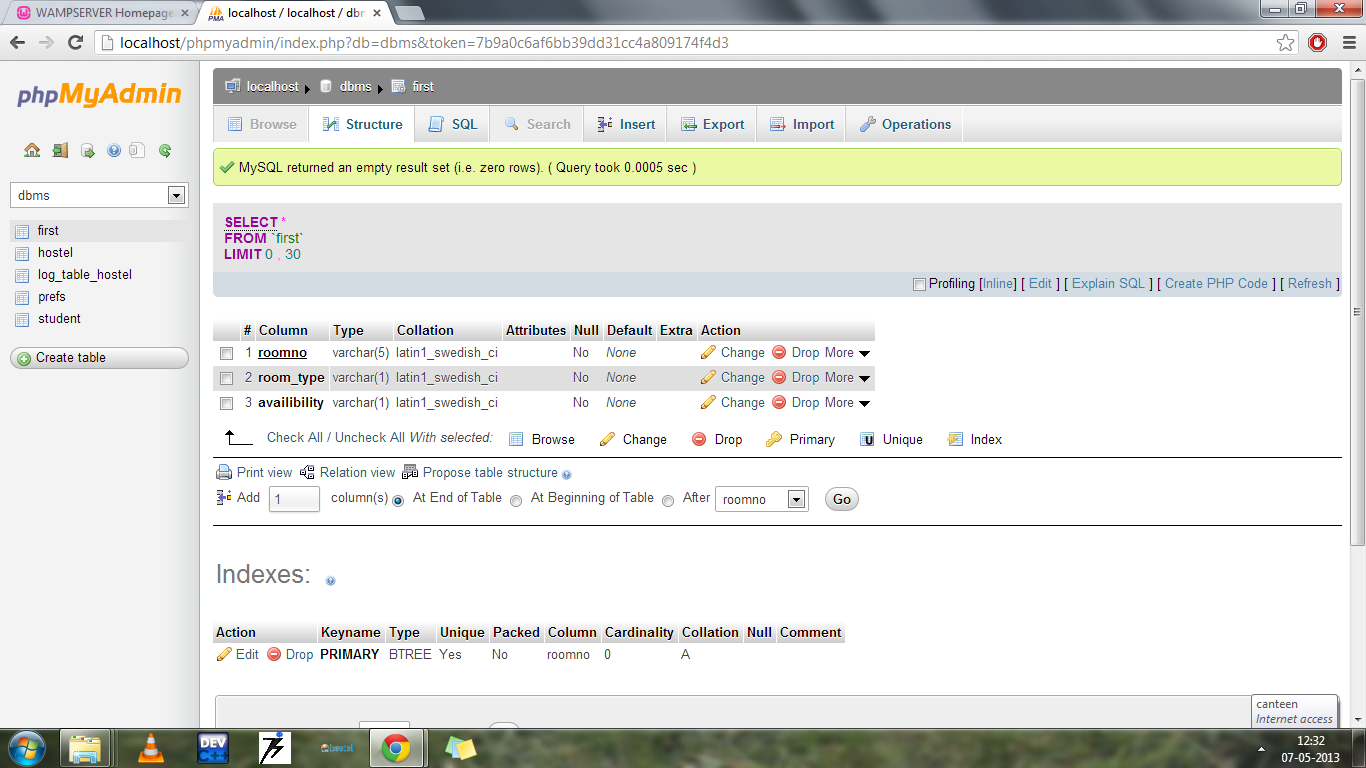 WAMPSERVER Homepage
localhost / localhost / dbm
localhost/phpmyadmin/index.php?db=dbms&token=7b9a0c6af6bb39dd31cc4a809174f4d3
phpMyAdmin
dbms
first
hostel
log_table_hostel
prefs
student
Create table
localhost dbms first
Browse Structure SQL Search Insert Export Import Operations
MySQL returned an empty result set (i.e. zero rows). ( Query took 0.0005 sec )
SELECT *
FROM `first`
LIMIT 0 , 30
Profiling [Inline] [ Edit ] [ Explain SQL ] [ Create PHP Code ] [ Refresh ]
# Column Type Collation Attributes Null Default Extra Action
1 roomno varchar(5) latin1_swedish_ci No None Change Drop More
2 room_type varchar(1) latin1_swedish_ci No None Change Drop More
3 availibility varchar(1) latin1_swedish_ci No None Change Drop More
Check All / Uncheck All With selected: Browse Change Drop Primary Unique Index
Print view Relation view Propose table structure
Add 1 column(s) At End of Table At Beginning of Table After roomno Go
Indexes:
Action Keyname Type Unique Packed Column Cardinality Collation Null Comment
Edit Drop PRIMARY BTREE Yes No roomno 0 A
canteen
Internet access
DEV
C++
12:32
07-05-2013